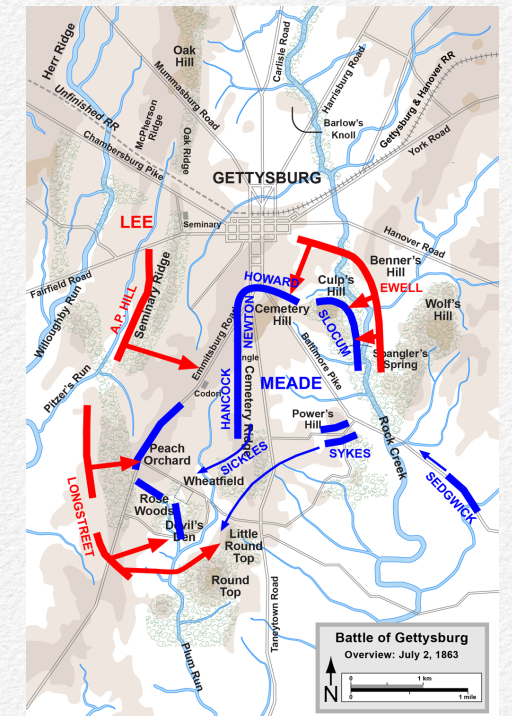 Herr Ridge
Oak
Hill
Carlisle Road
Harrisburg Road
Mummasburg Road
Unfinished RR
McPherson
Ridge
Oak Ridge
Chambersburg Pike
Barlow's
Knoll
Gettysburg & Hanover RR
York Road
GETTYSBURG
LEE
Seminary
Hanover Road
Fairfield Road
Willoughby Run
A.P. HILL
Seminary Ridge
Benner's
Hill
EWELL
HOWARD
Culp's
Hill
Wolf's
Hill
NEWTON
Cemetery
Hill
SLOCUM
Emmitsburg Road
Baltimore Pike
Spangler's
Spring
Pitzer's Run
ngle
Codori
HANCOCK
Cemetery Ridge
MEADE
Power's
Hill
Rock Creek
Peach
Orchard
SICKLES
SYKES
SEDGWICK
Wheatfield
LONGSTREET
Rose
Woods
Devil's
Den
Little
Round
Top
Round
Top
Taneytown Road
Plum Run
Battle of Gettysburg
Overview: July 2, 1863
N
0 1 km
0 1 mile